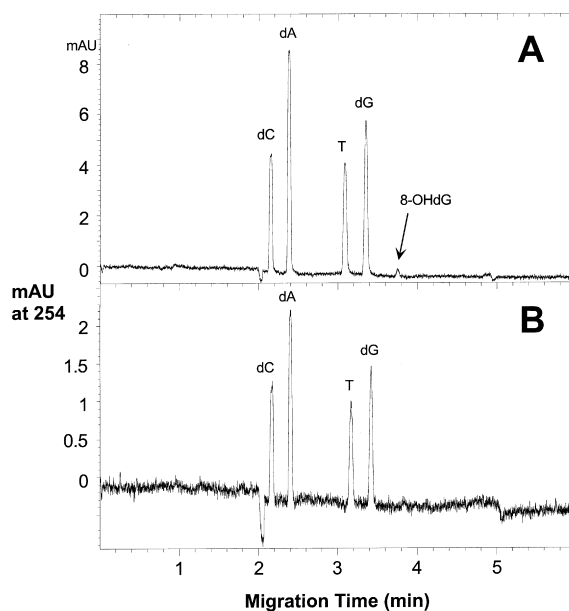 A
mAU
dA
8
6
dG
dC
T
4
8-OHdG
2
0
mAU
at 254
B
dA
2
dG
dC
1.5
T
1
0.5
0
1 2 3 4 5
Migration Time (min)